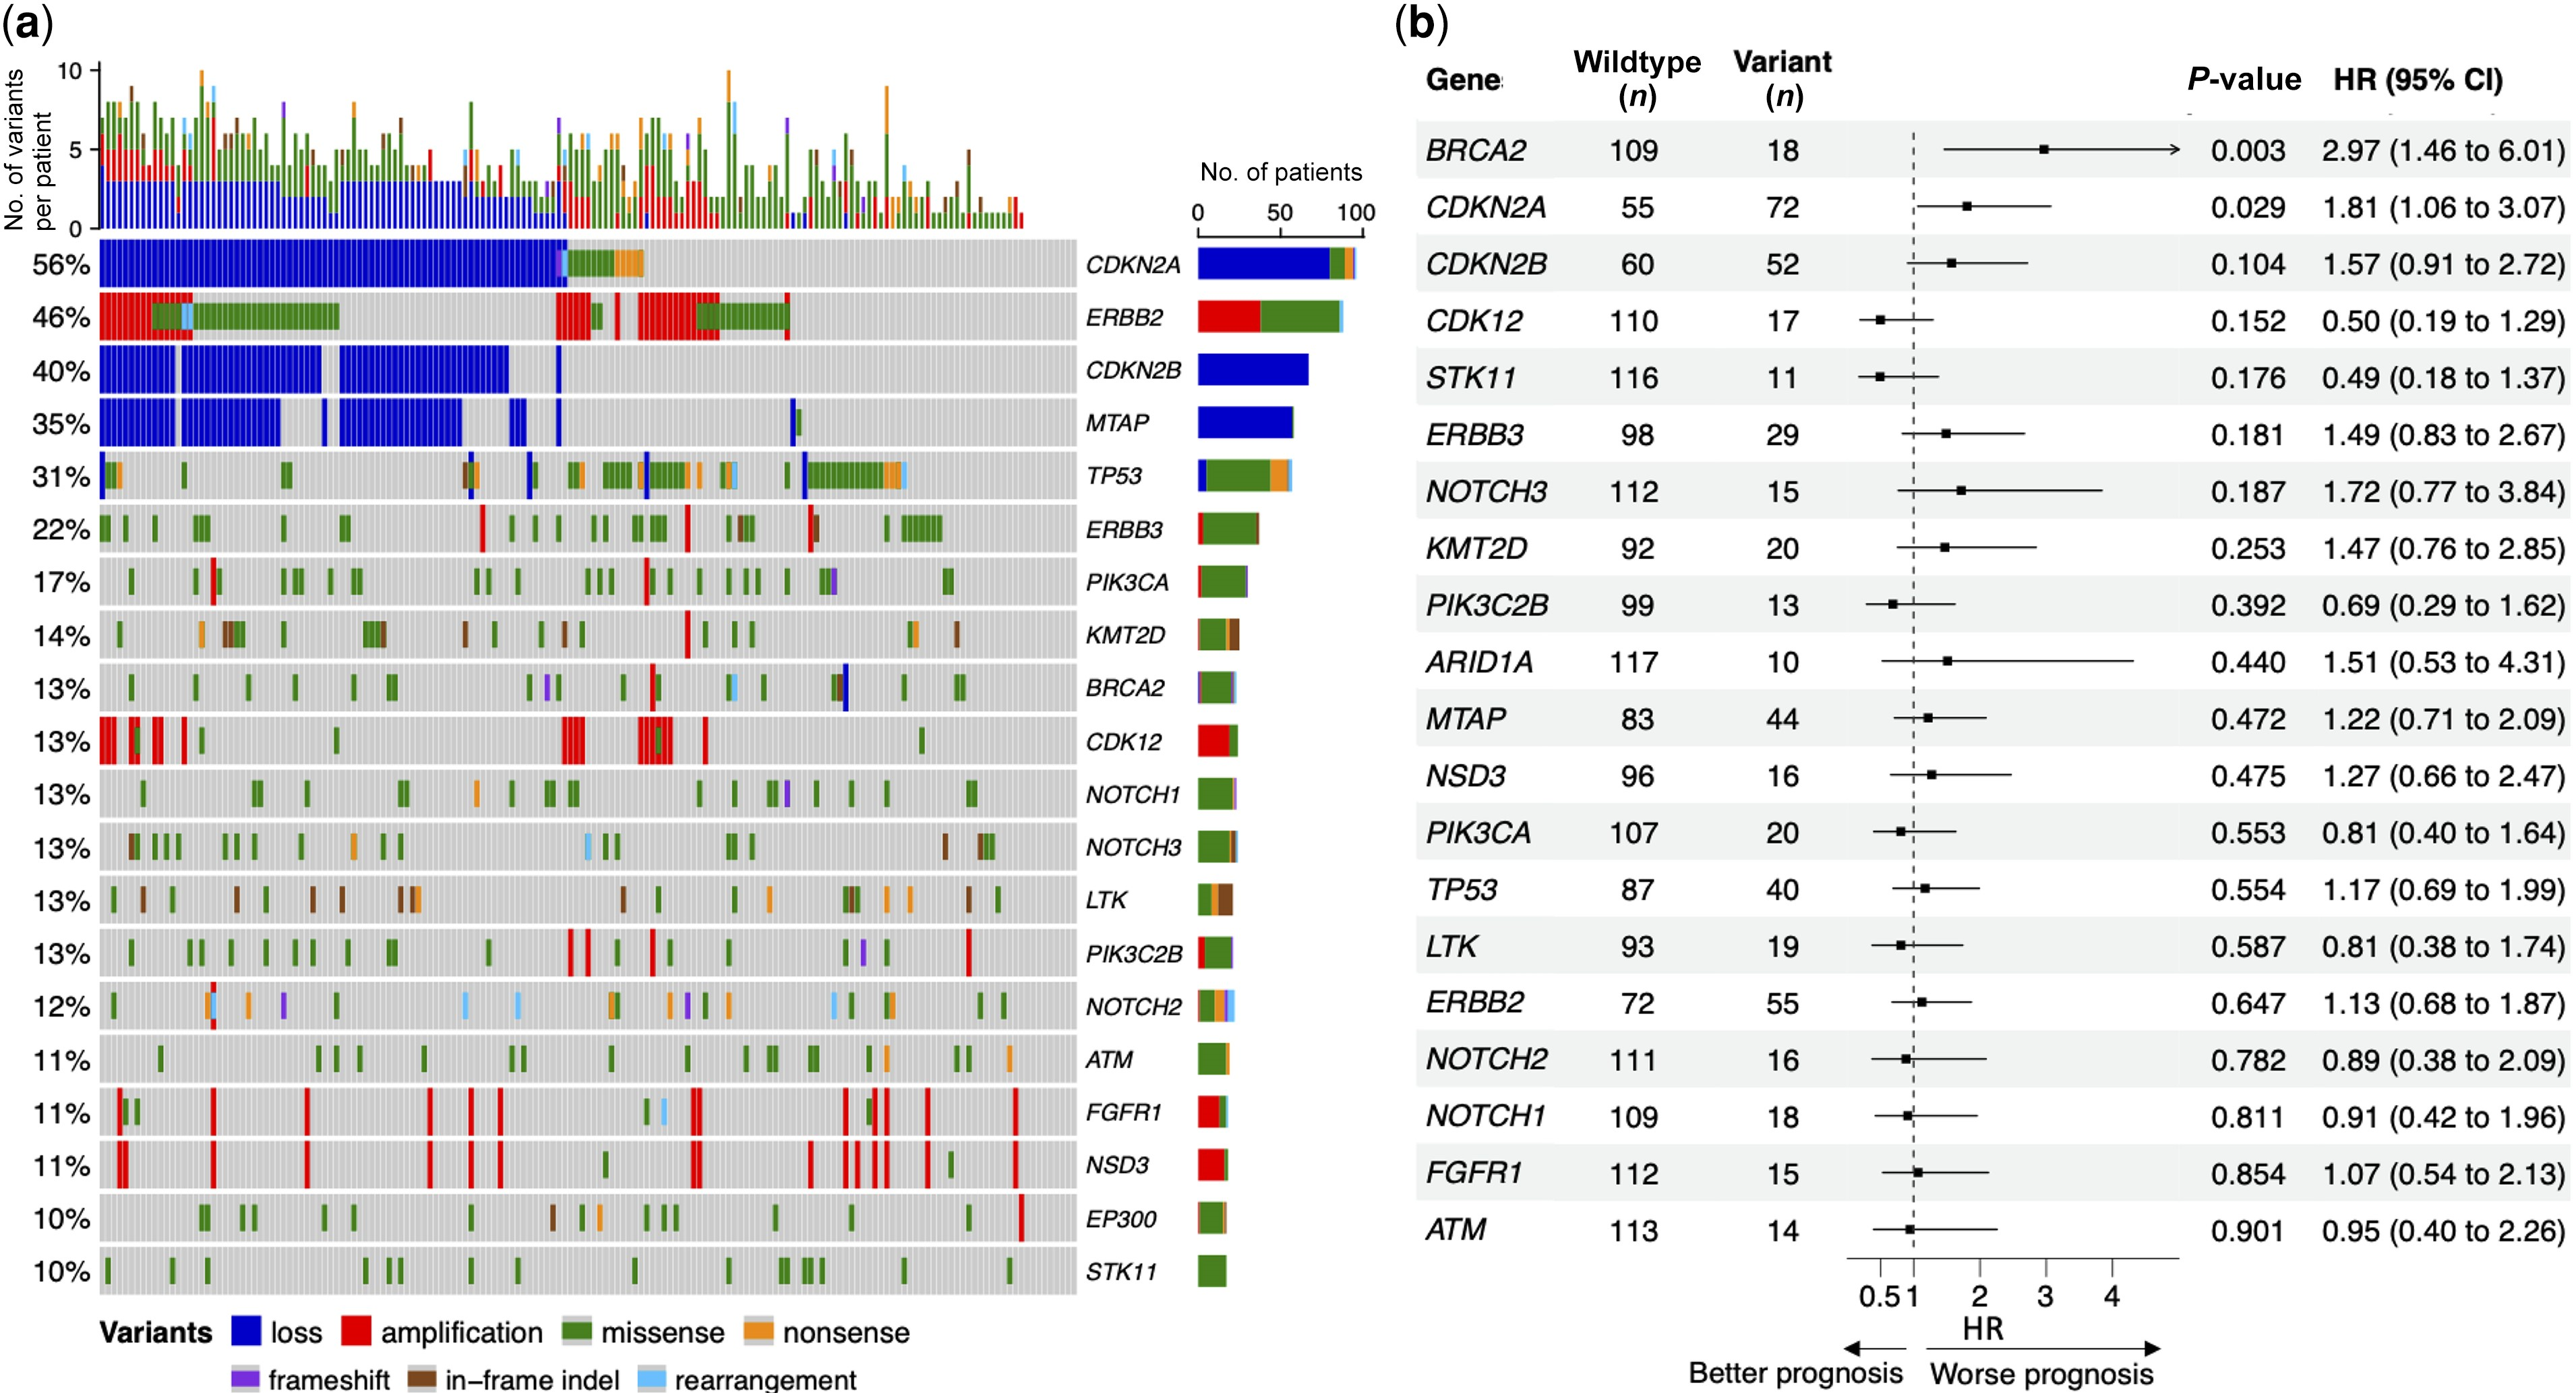 (a)
No. of variants
per patient
10
5
0
No. of patients
0 50 100
56% CDKN2A
46% ERBB2
40% CDKN2B
35% MTAP
31% TP53
22% ERBB3
17% PIK3CA
14% KMT2D
13% BRCA2
13% CDK12
13% NOTCH1
13% NOTCH3
13% LTK
13% PIK3C2B
12% NOTCH2
11% ATM
11% FGFR1
11% NSD3
10% EP300
10% STK11
Variants loss amplification missense nonsense
frameshift in-frame indel rearrangement
(b)
Gene Wildtype (n) Variant (n) P-value HR (95% CI)
BRCA2 109 18 0.003 2.97 (1.46 to 6.01)
CDKN2A 55 72 0.029 1.81 (1.06 to 3.07)
CDKN2B 60 52 0.104 1.57 (0.91 to 2.72)
CDK12 110 17 0.152 0.50 (0.19 to 1.29)
STK11 116 11 0.176 0.49 (0.18 to 1.37)
ERBB3 98 29 0.181 1.49 (0.83 to 2.67)
NOTCH3 112 15 0.187 1.72 (0.77 to 3.84)
KMT2D 92 20 0.253 1.47 (0.76 to 2.85)
PIK3C2B 99 13 0.392 0.69 (0.29 to 1.62)
ARID1A 117 10 0.440 1.51 (0.53 to 4.31)
MTAP 83 44 0.472 1.22 (0.71 to 2.09)
NSD3 96 16 0.475 1.27 (0.66 to 2.47)
PIK3CA 107 20 0.553 0.81 (0.40 to 1.64)
TP53 87 40 0.554 1.17 (0.69 to 1.99)
LTK 93 19 0.587 0.81 (0.38 to 1.74)
ERBB2 72 55 0.647 1.13 (0.68 to 1.87)
NOTCH2 111 16 0.782 0.89 (0.38 to 2.09)
NOTCH1 109 18 0.811 0.91 (0.42 to 1.96)
FGFR1 112 15 0.854 1.07 (0.54 to 2.13)
ATM 113 14 0.901 0.95 (0.40 to 2.26)
0.5 1 2 3 4
HR
Better prognosis Worse prognosis